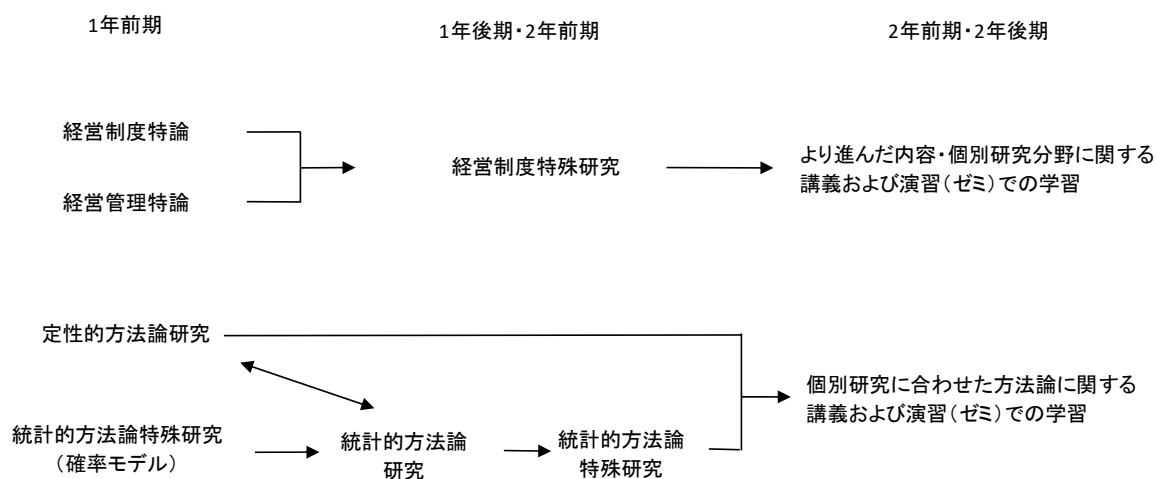 1年前期
1年後期・2年前期
2年前期・2年後期
経営制度特論
経営管理特論
経営制度特殊研究
より進んだ内容・個別研究分野に関する
講義および演習(ゼミ)での学習
定性的方法論研究
統計的方法論特殊研究
(確率モデル)
統計的方法論
研究
統計的方法論
特殊研究
個別研究に合わせた方法論に関する
講義および演習(ゼミ)での学習